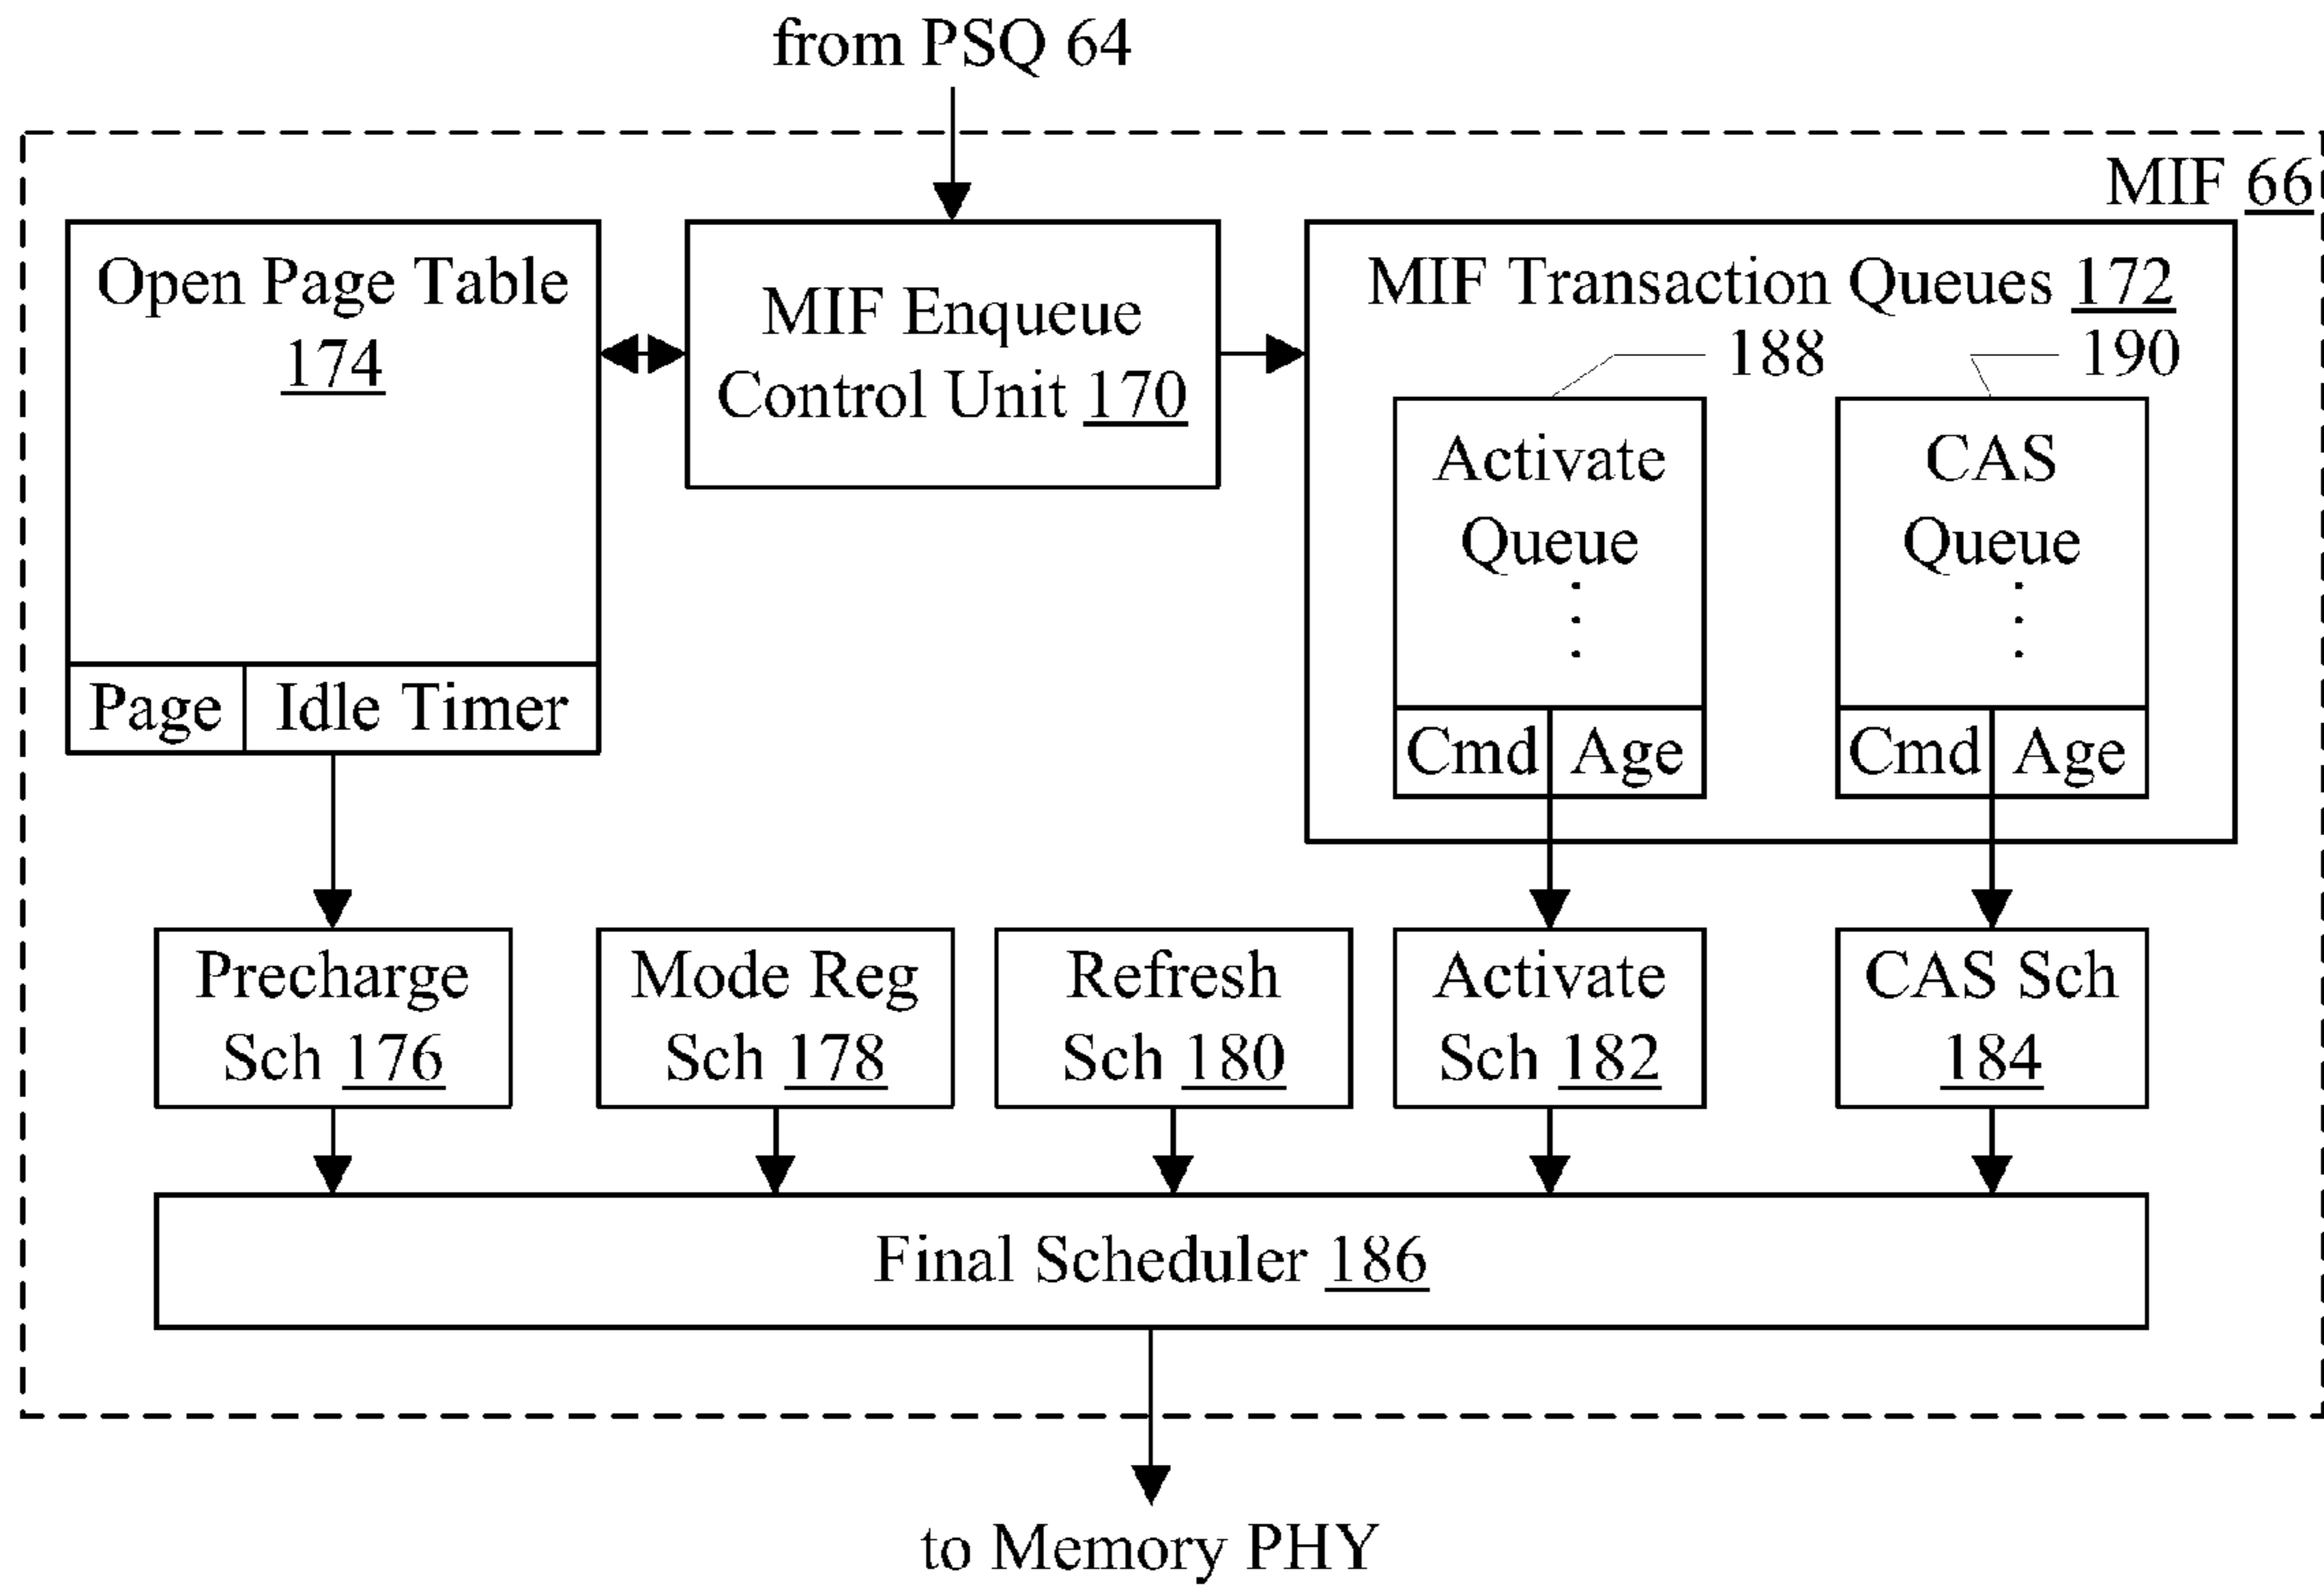 from PSQ 64
MIF 66
Open Page Table
174
Page
Idle Timer
MIF Enqueue
Control Unit 170
MIF Transaction Queues 172
188
190
Activate
Queue
Cmd
Age
CAS
Queue
Cmd
Age
Precharge
Sch 176
Mode Reg
Sch 178
Refresh
Sch 180
Activate
Sch 182
CAS Sch
184
Final Scheduler 186
to Memory PHY